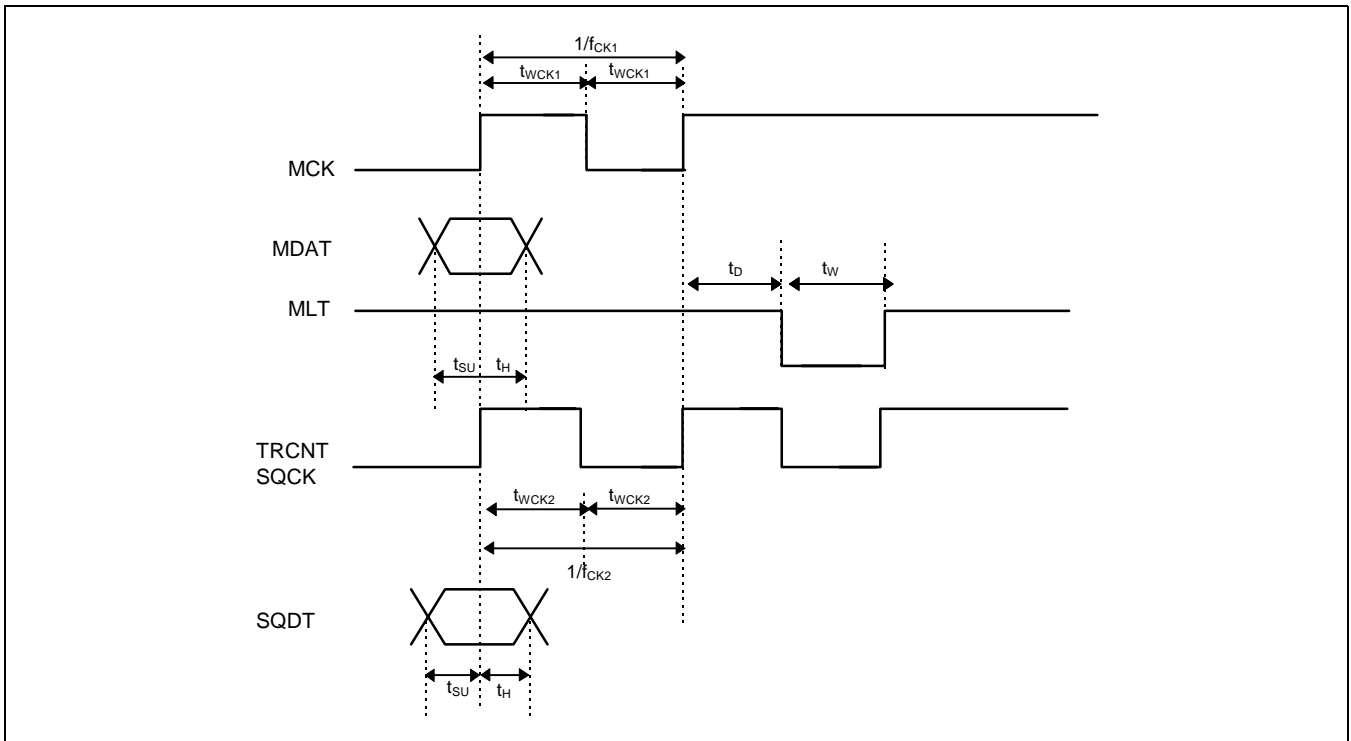 1/fCK1
tWCK1 tWCK1
MCK
MDAT
tD tW
MLT
tSU tH
TRCNT
SQCK
tWCK2 tWCK2
1/fCK2
SQDT
tSU tH